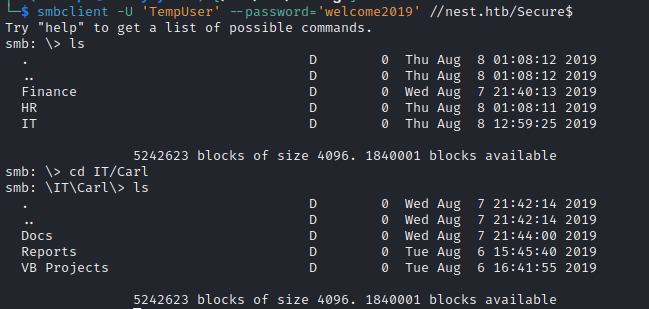 └─$ smbclient -U 'TempUser' --password='welcome2019' //nest.htb/Secure$
Try "help" to get a list of possible commands.
smb: \> ls
  .                                   D        0  Thu Aug  8 01:08:12 2019
  ..                                  D        0  Thu Aug  8 01:08:12 2019
  Finance                             D        0  Wed Aug  7 21:40:13 2019
  HR                                  D        0  Thu Aug  8 01:08:11 2019
  IT                                  D        0  Thu Aug  8 12:59:25 2019
                5242623 blocks of size 4096. 1840001 blocks available
smb: \> cd IT/Carl
smb: \IT\Carl\> ls
  .                                   D        0  Wed Aug  7 21:42:14 2019
  ..                                  D        0  Wed Aug  7 21:42:14 2019
  Docs                                D        0  Wed Aug  7 21:44:00 2019
  Reports                             D        0  Tue Aug  6 15:45:40 2019
  VB Projects                         D        0  Tue Aug  6 16:41:55 2019
                5242623 blocks of size 4096. 1840001 blocks available